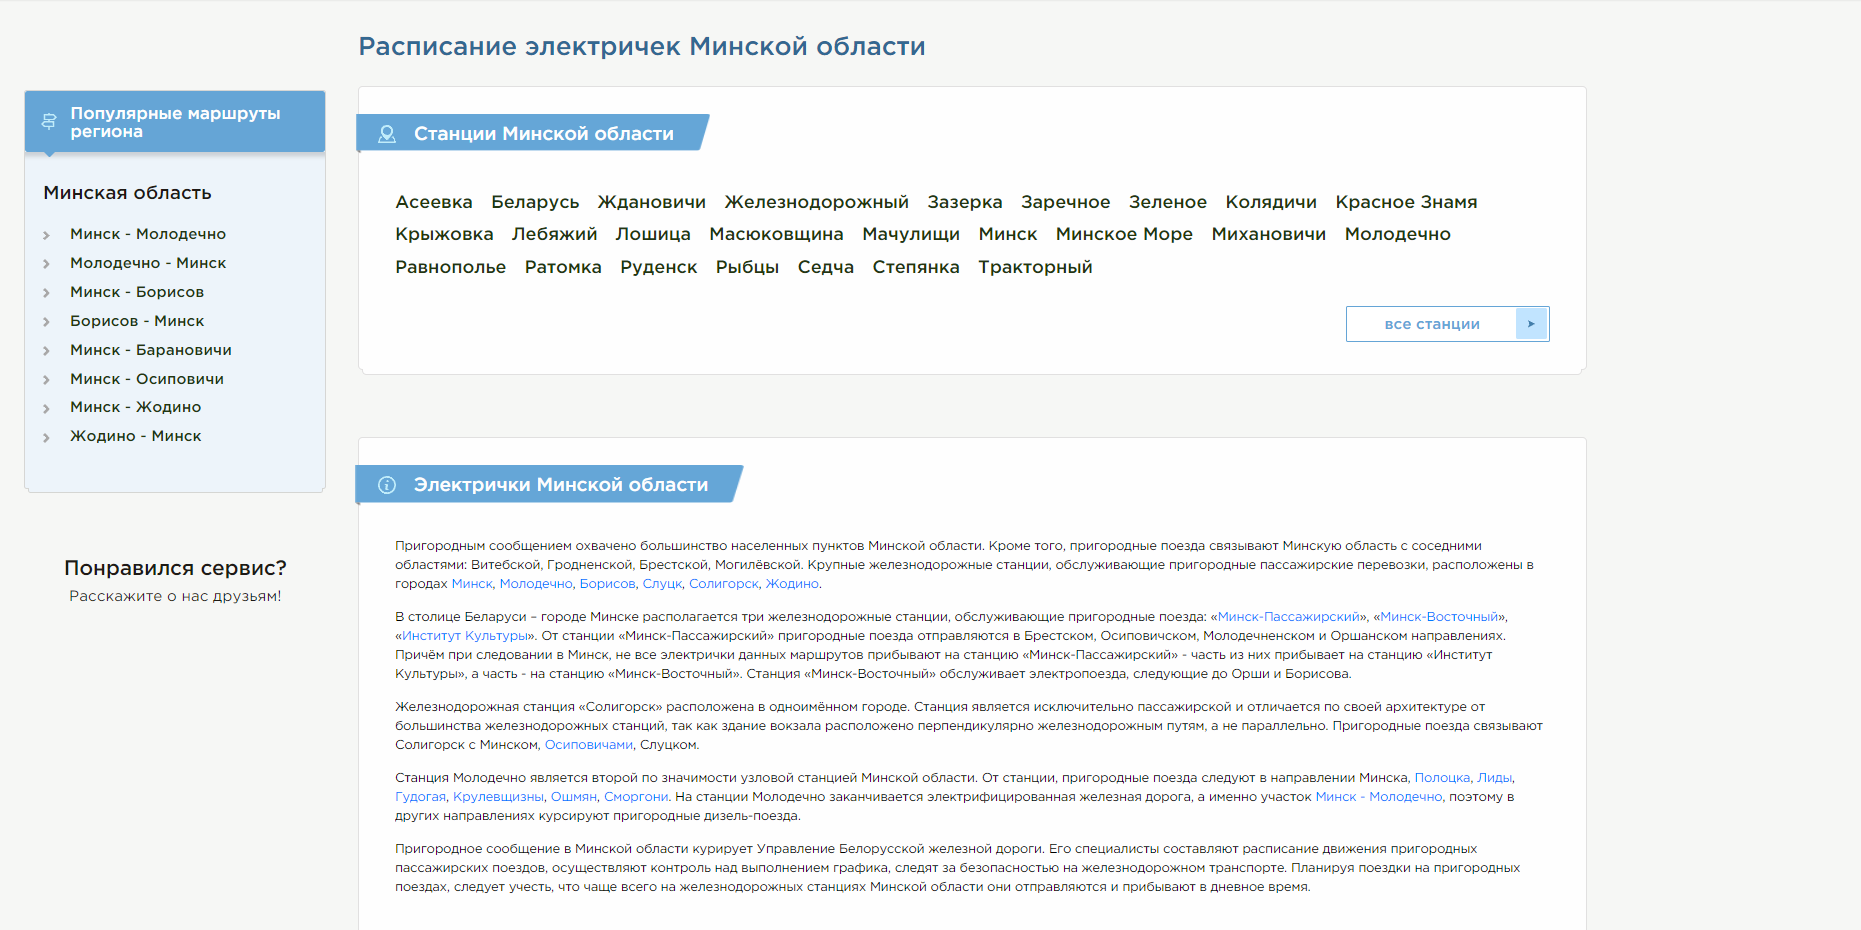 Расписание электричек Минской области
Популярные маршруты
региона
Минская область
Минск - Молодечно
Молодечно - Минск
Минск - Борисов
Борисов - Минск
Минск - Барановичи
Минск - Осиповичи
Минск - Жодино
Жодино - Минск
Понравился сервис?
Расскажите о нас друзьям!
Станции Минской области
Асеевка Беларусь Ждановичи Железнодорожный Зазерка Заречное Зеленое Колядичи Красное Знамя
Крыжовка Лебяжий Лошица Масюковщина Мачулищи Минск Минское Море Михановичи Молодечно
Равнополье Ратомка Руденск Рыбцы Седча Степянка Тракторный
все станции
Электрички Минской области
Пригородным сообщением охвачено большинство населенных пунктов Минской области. Кроме того, пригородные поезда связывают Минскую область с соседними
областями: Витебской, Гродненской, Брестской, Могилёвской. Крупные железнодорожные станции, обслуживающие пригородные пассажирские перевозки, расположены в
городах Минск, Молодечно, Борисов, Слуцк, Солигорск, Жодино.
В столице Беларуси – городе Минске располагается три железнодорожные станции, обслуживающие пригородные поезда: «Минск-Пассажирский», «Минск-Восточный»,
«Институт Культуры». От станции «Минск-Пассажирский» пригородные поезда отправляются в Брестском, Осиповичском, Молодечненском и Оршанском направлениях.
Причём при следовании в Минск, не все электрички данных маршрутов прибывают на станцию «Минск-Пассажирский» - часть из них прибывает на станцию «Институт
Культуры», а часть - на станцию «Минск-Восточный». Станция «Минск-Восточный» обслуживает электропоезда, следующие до Орши и Борисова.
Железнодорожная станция «Солигорск» расположена в одноимённом городе. Станция является исключительно пассажирской и отличается по своей архитектуре от
большинства железнодорожных станций, так как здание вокзала расположено перпендикулярно железнодорожным путям, а не параллельно. Пригородные поезда связывают
Солигорск с Минском, Осиповичами, Слуцком.
Станция Молодечно является второй по значимости узловой станцией Минской области. От станции, пригородные поезда следуют в направлении Минска, Полоцка, Лиды,
Гудогая, Крулевщизны, Ошмян, Сморгони. На станции Молодечно заканчивается электрифицированная железная дорога, а именно участок Минск - Молодечно, поэтому в
других направлениях курсируют пригородные дизель-поезда.
Пригородное сообщение в Минской области курирует Управление Белорусской железной дороги. Его специалисты составляют расписание движения пригородных
пассажирских поездов, осуществляют контроль над выполнением графика, следят за безопасностью на железнодорожном транспорте. Планируя поездки на пригородных
поездах, следует учесть, что чаще всего на железнодорожных станциях Минской области они отправляются и прибывают в дневное время.